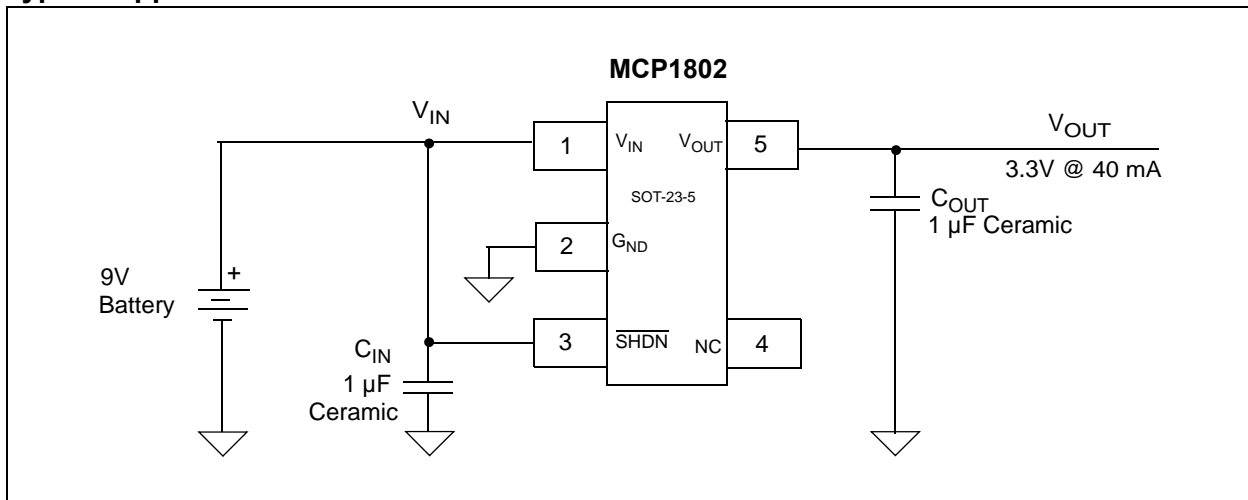 MCP1802
VIN
1
VIN
VOUT
5
VOUT
3.3V @ 40 mA
SOT-23-5
COUT
1 µF Ceramic
2
GND
9V
Battery
+
3
SHDN
NC
4
CIN
1 µF
Ceramic